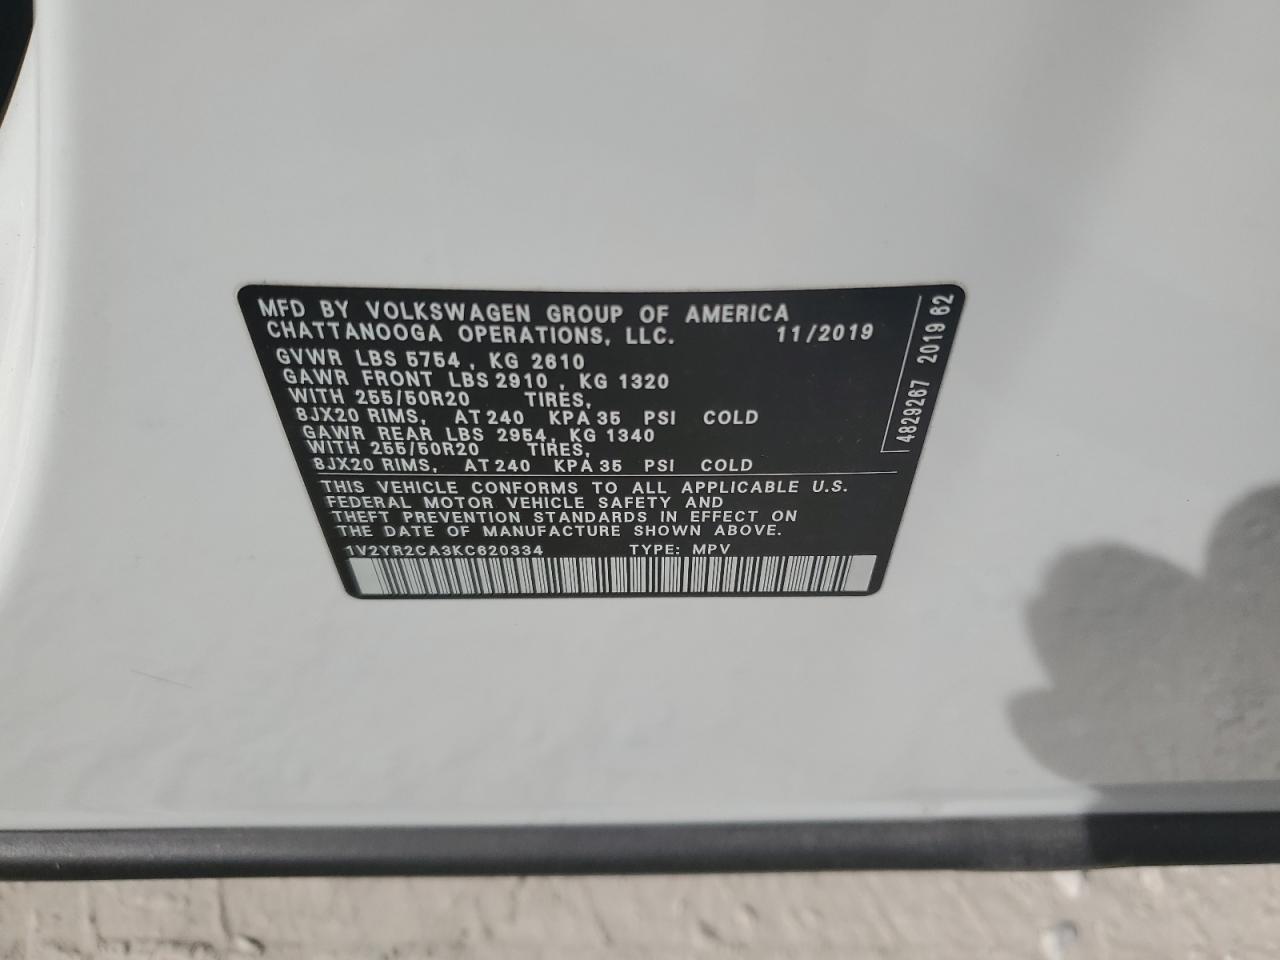 MFD BY VOLKSWAGEN GROUP OF AMERICA
CHATTANOOGA OPERATIONS, LLC. 11/2019
GVWR LBS 5754 , KG 2610
GAWR FRONT LBS 2910 , KG 1320
WITH 255/50R20 TIRES,
8JX20 RIMS, AT 240 KPA 35 PSI COLD
GAWR REAR LBS 2954, KG 1340
WITH 255/50R20 TIRES,
8JX20 RIMS, AT 240 KPA 35 PSI COLD
THIS VEHICLE CONFORMS TO ALL APPLICABLE U.S.
FEDERAL MOTOR VEHICLE SAFETY AND
THEFT PREVENTION STANDARDS IN EFFECT ON
THE DATE OF MANUFACTURE SHOWN ABOVE.
1V2YR2CA3KC620334 TYPE: MPV
4829267 2019 62